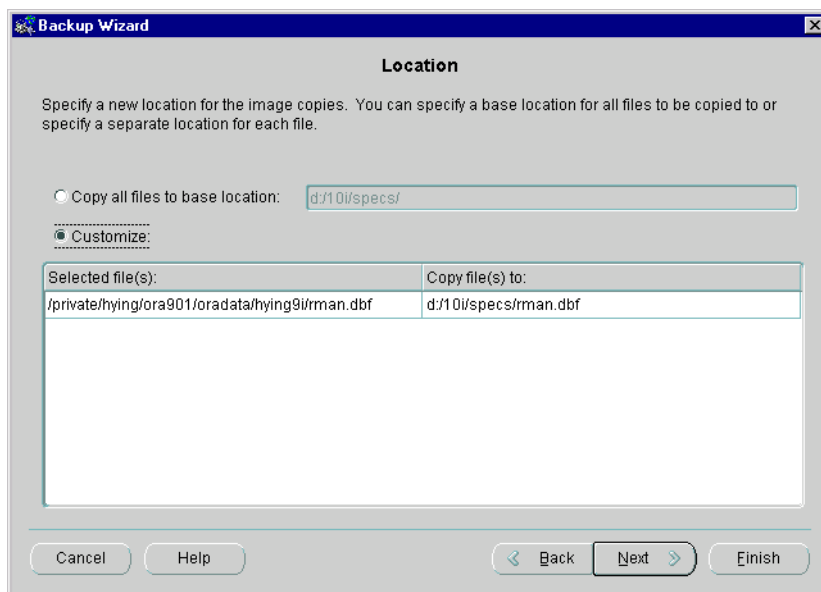 Backup Wizard
Location
Specify a new location for the image copies. You can specify a base location for all files to be copied to or
specify a separate location for each file.
Copy all files to base location: d:/10i/specs/
Customize:
Selected file(s): Copy file(s) to:
/private/hying/ora901/oradata/hying9i/rman.dbf d:/10i/specs/rman.dbf
Cancel Help Back Next Finish